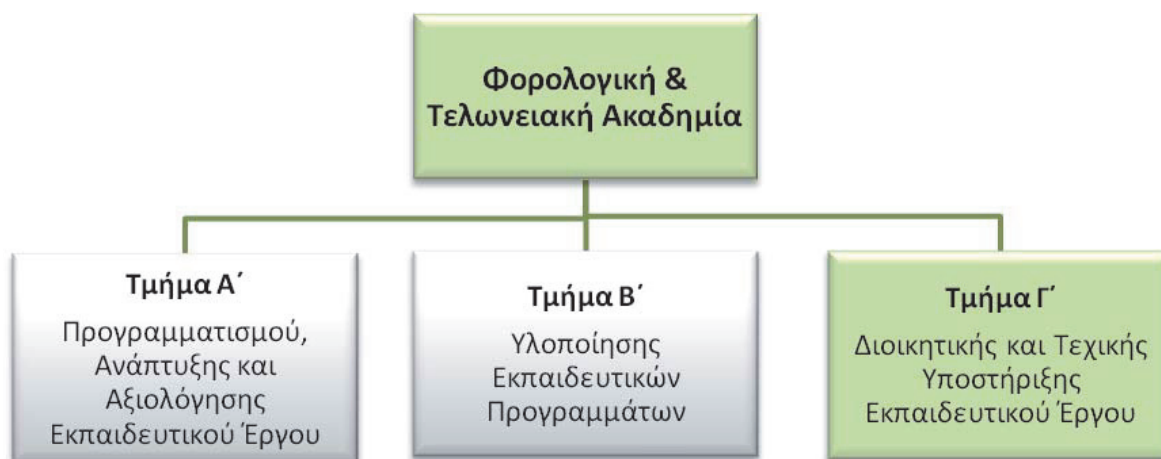 Φορολογική &
Τελωνειακή Ακαδημία
Τμήμα Α΄
Προγραμματισμού,
Ανάπτυξης και
Αξιολόγησης
Εκπαιδευτικού Έργου
Τμήμα Β΄
Υλοποίησης
Εκπαιδευτικών
Προγραμμάτων
Τμήμα Γ΄
Διοικητικής και Τεχικής
Υποστήριξης
Εκπαιδευτικού Έργου